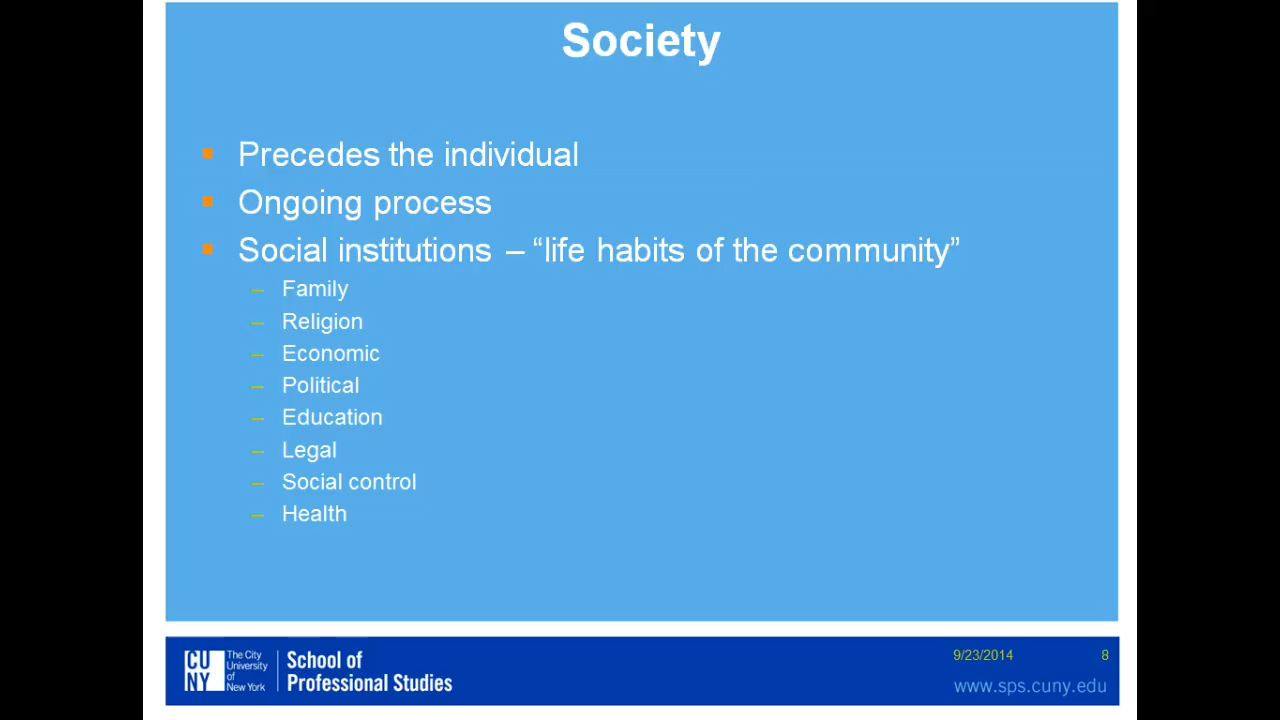 Society
Precedes the individual
Ongoing process
Social institutions – “life habits of the community”
– Family
– Religion
– Economic
– Political
– Education
– Legal
– Social control
– Health
CU
NY
The City
University
of
New York
School of
Professional Studies
9/23/2014
8
www.sps.cuny.edu